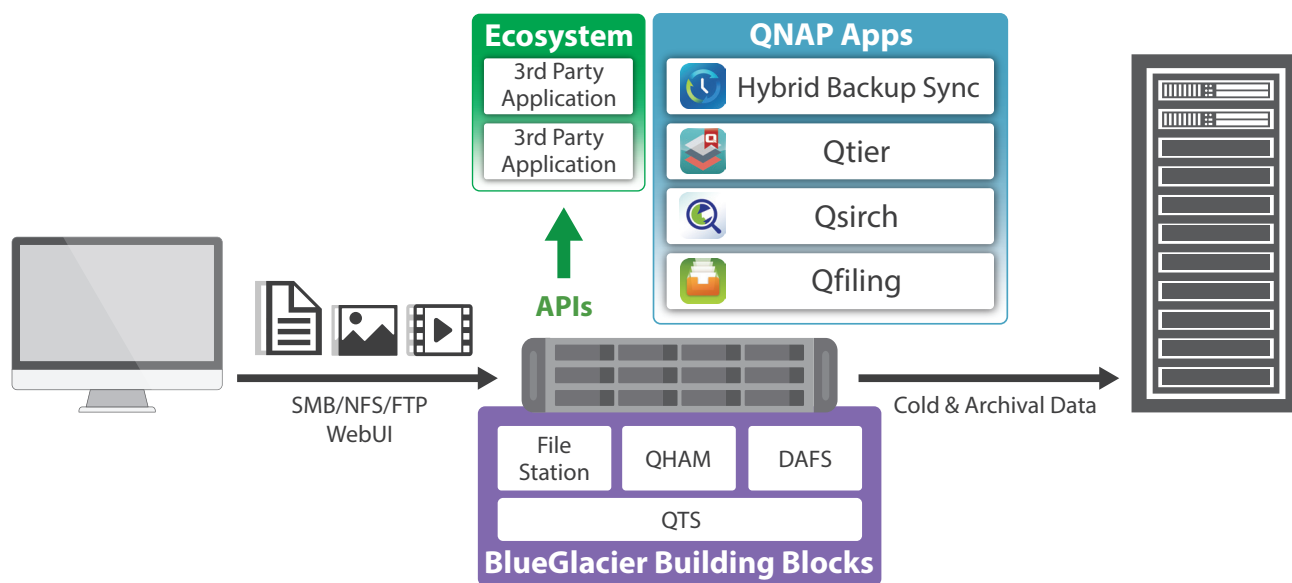 Ecosystem
3rd Party
Application
3rd Party
Application
QNAP Apps
Hybrid Backup Sync
Qtier
Qsirch
Qfiling
APIs
SMB/NFS/FTP
WebUI
Cold & Archival Data
File
Station
QHAM
DAFS
QTS
BlueGlacier Building Blocks